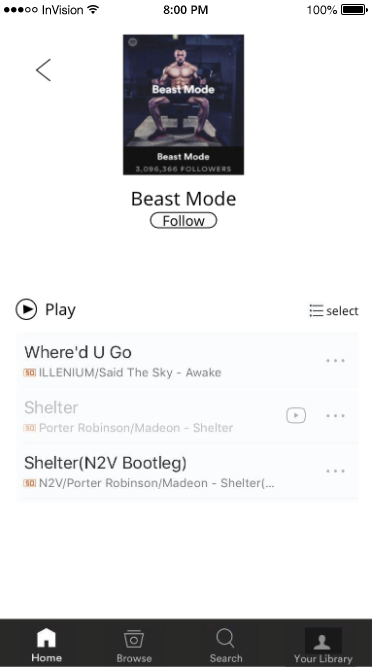 InVision 8:00 PM 100%
Beast Mode
Beast Mode
3,096,366 FOLLOWERS
Beast Mode
Follow
Play select
Where'd U Go
SQ ILLENIUM/Said The Sky - Awake
Shelter
SQ Porter Robinson/Madeon - Shelter
Shelter(N2V Bootleg)
SQ N2V/Porter Robinson/Madeon - Shelter(...
Home Browse Search Your Library